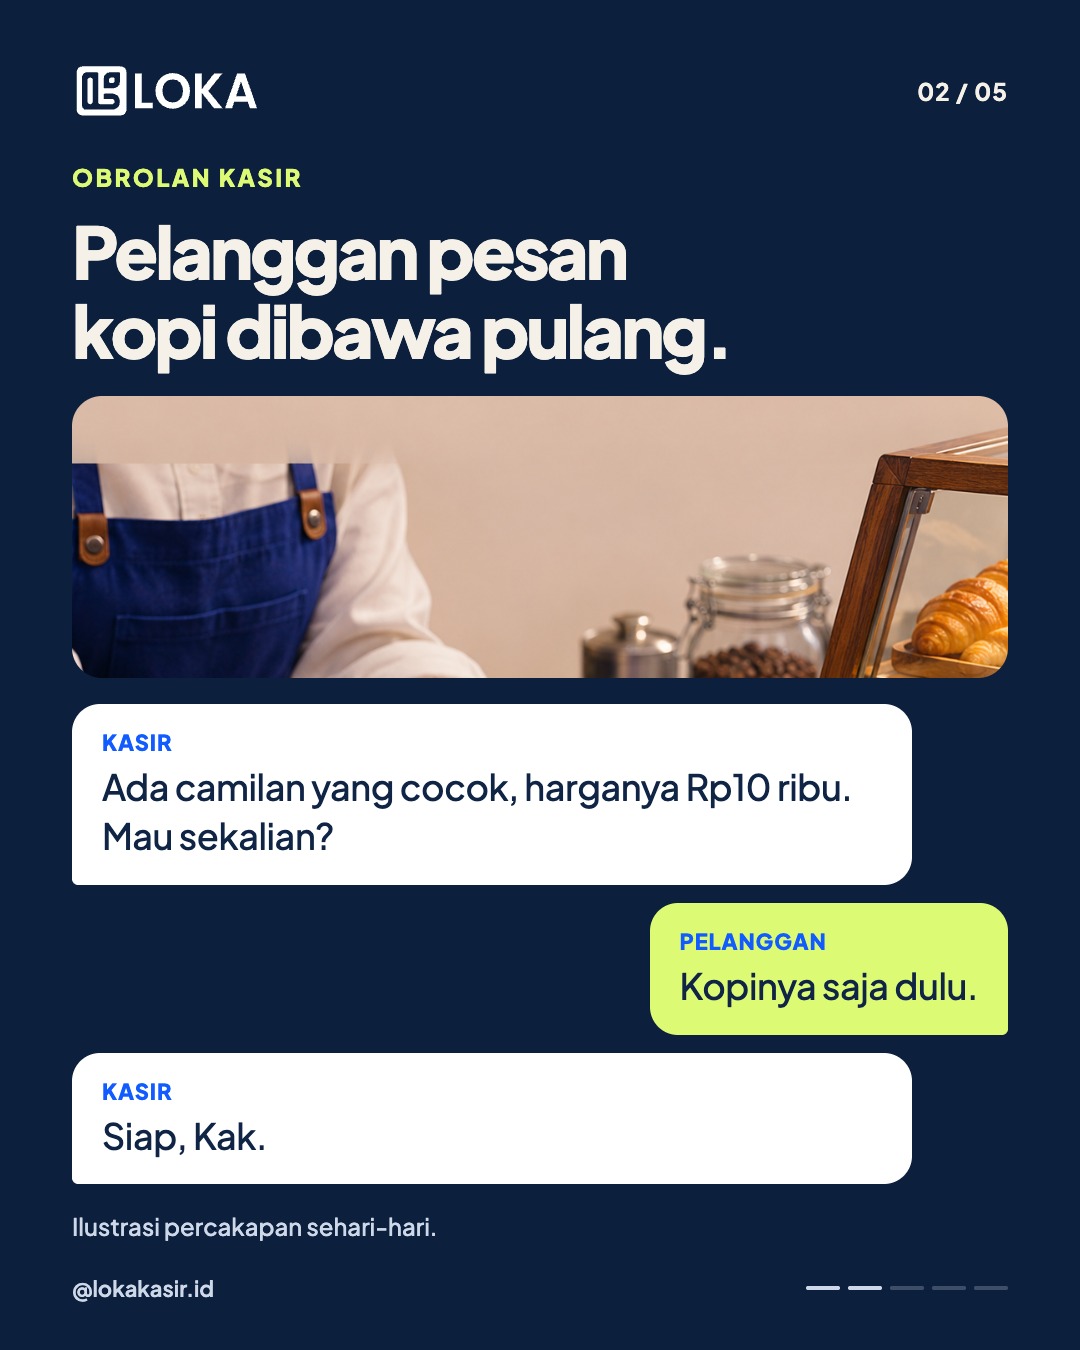 LOKA
02 / 05
OBROLAN KASIR
Pelanggan pesan
kopi dibawa pulang.
KASIR
Ada camilan yang cocok, harganya Rp10 ribu.
Mau sekalian?
PELANGGAN
Kopinya saja dulu.
KASIR
Siap, Kak.
Ilustrasi percakapan sehari-hari.
@lokakasir.id